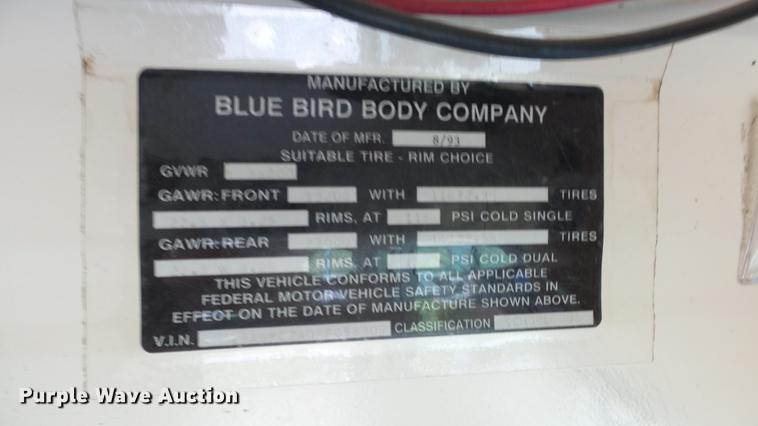 MANUFACTURED BY
BLUE BIRD BODY COMPANY
DATE OF MFR. 8/93
SUITABLE TIRE - RIM CHOICE
GVWR
GAWR: FRONT WITH TIRES
RIMS, AT PSI COLD SINGLE
GAWR: REAR WITH TIRES
RIMS, AT PSI COLD DUAL
THIS VEHICLE CONFORMS TO ALL APPLICABLE
FEDERAL MOTOR VEHICLE SAFETY STANDARDS IN
EFFECT ON THE DATE OF MANUFACTURE SHOWN ABOVE.
V.I.N. CLASSIFICATION
Purple Wave Auction